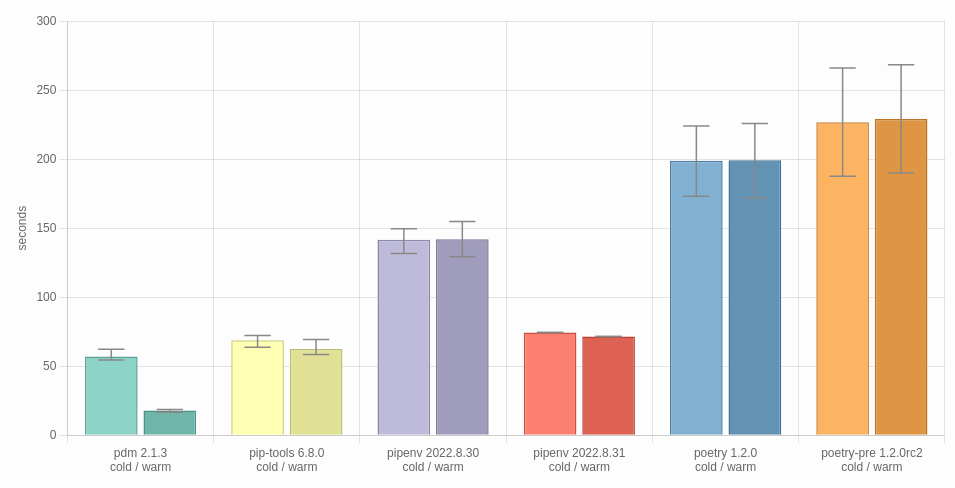 300
250
200
150
100
50
0
seconds
pdm 2.1.3
cold / warm
pip-tools 6.8.0
cold / warm
pipenv 2022.8.30
cold / warm
pipenv 2022.8.31
cold / warm
poetry 1.2.0
cold / warm
poetry-pre 1.2.0rc2
cold / warm